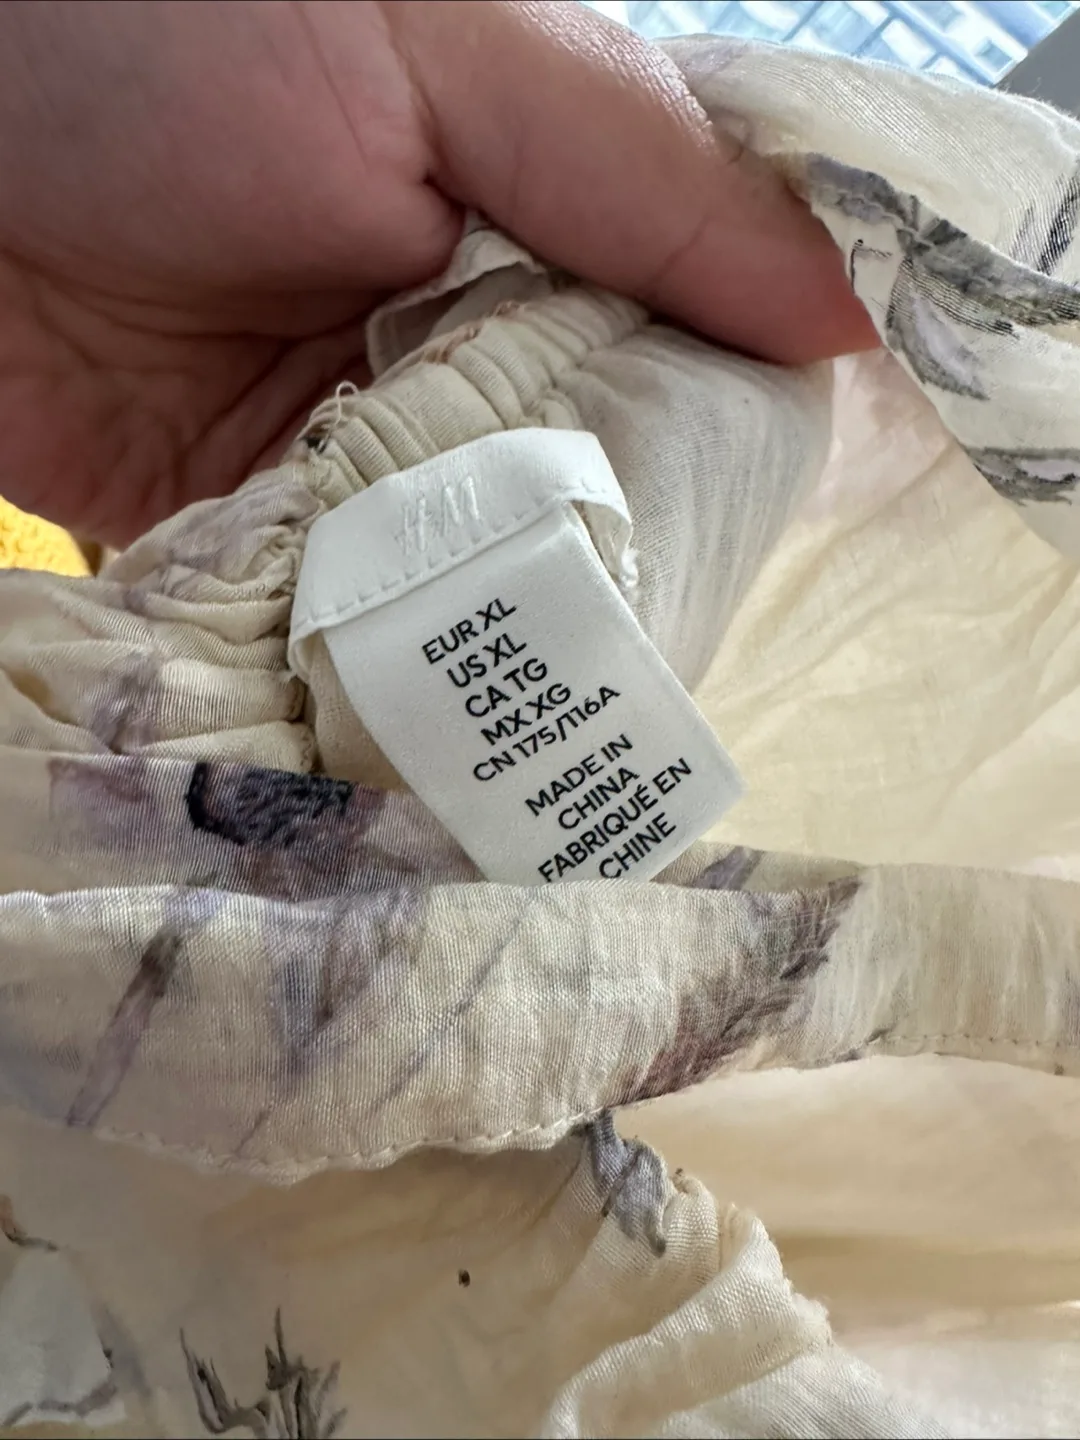 H&M
EUR XL
US XL
CA TG
MX XG
CN 175/116A
MADE IN
CHINA
FABRIQUÉ EN
CHINE